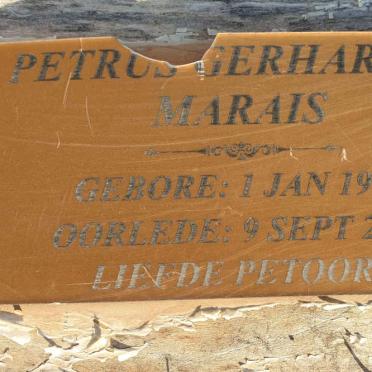 PETRUS GERHAR
MARAIS
GEBORE: 1 JAN 19
OORLEDE: 9 SEPT 2
LIEFDE PETOOR